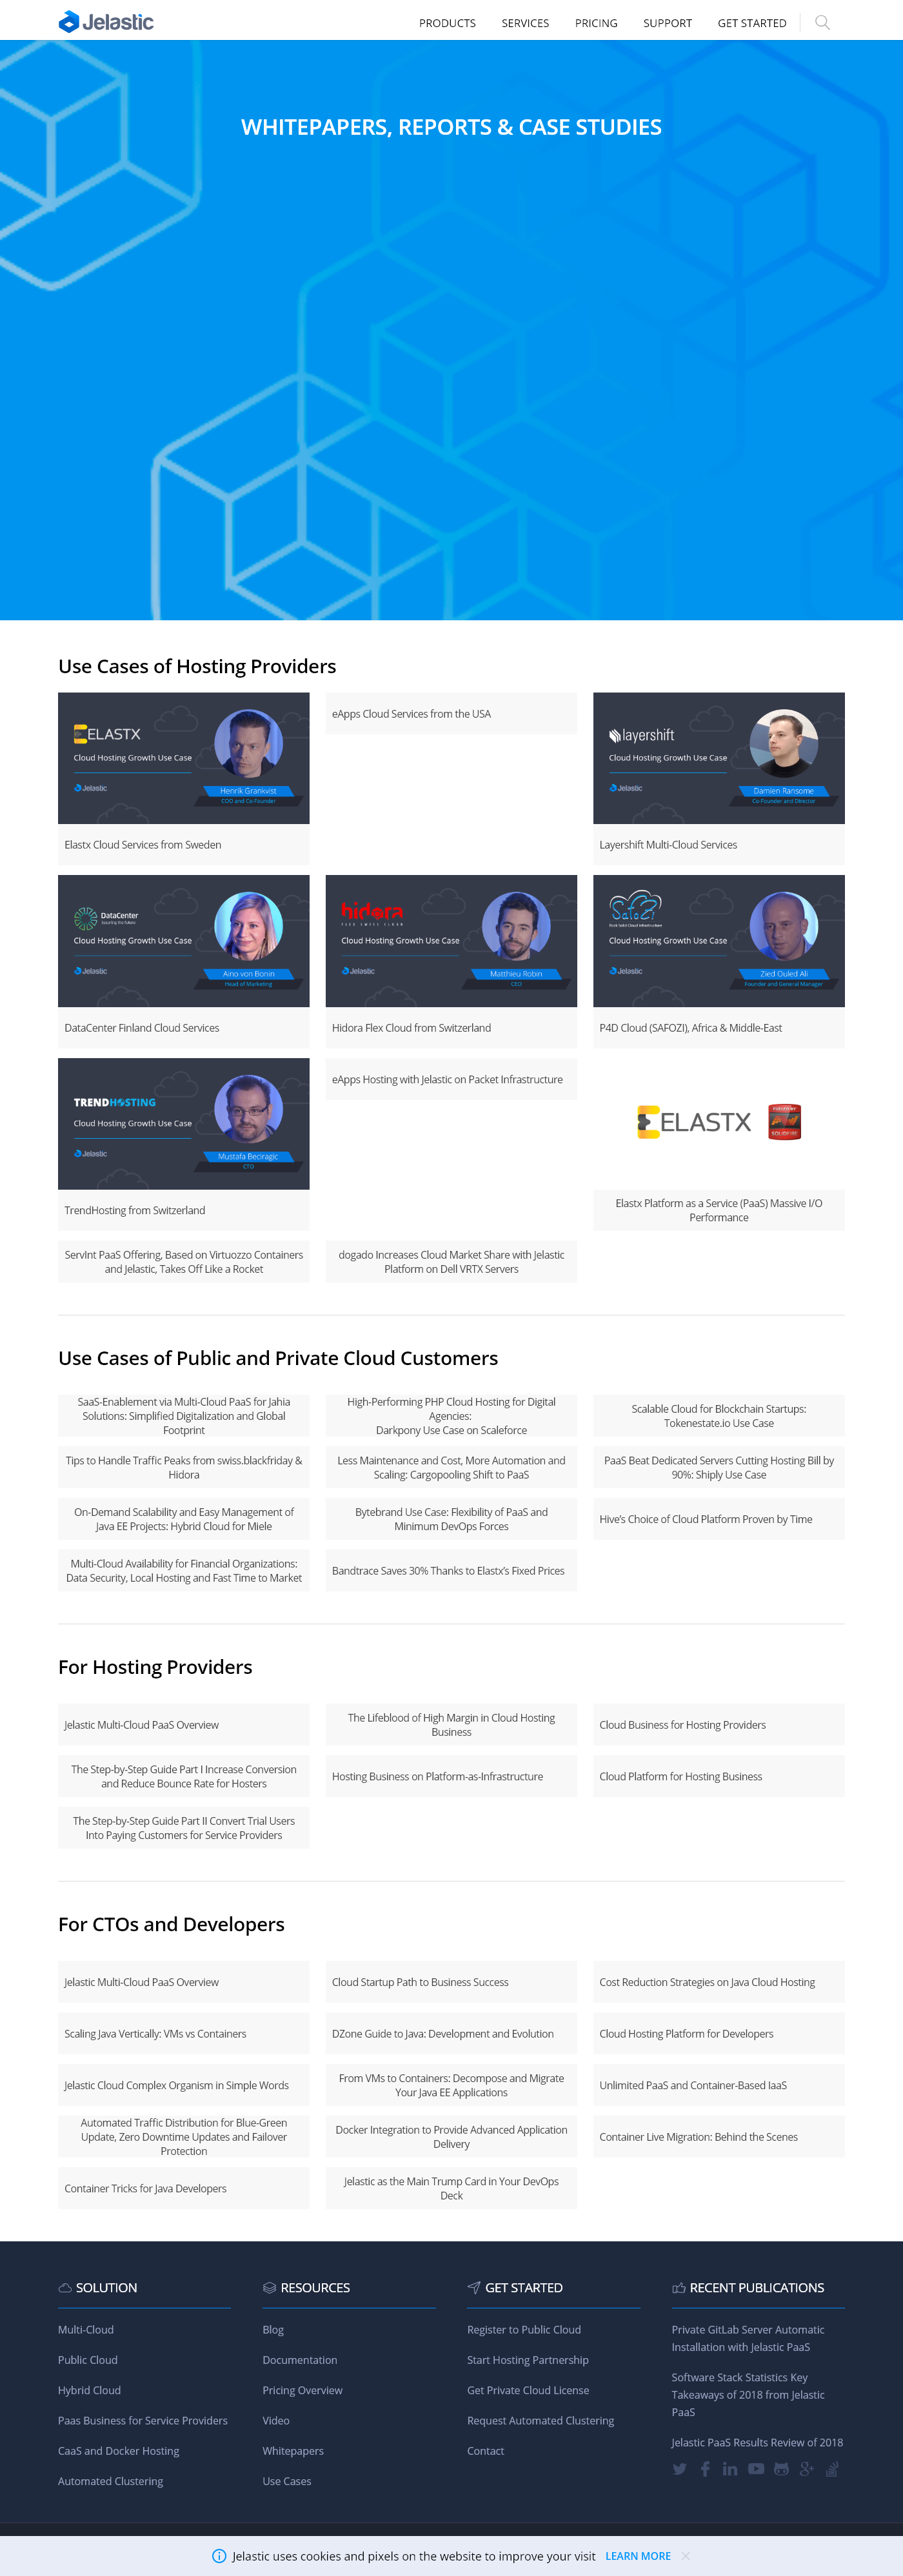 Jelastic
PRODUCTS
SERVICES
PRICING
SUPPORT
GET STARTED
WHITEPAPERS, REPORTS & CASE STUDIES
Use Cases of Hosting Providers
ELASTX
Cloud Hosting Growth Use Case
Jelastic
Henrik Grankvist
COO and Co-Founder
Elastx Cloud Services from Sweden
eApps Cloud Services from the USA
layershift
Cloud Hosting Growth Use Case
Jelastic
Damien Ransome
Co-Founder and Director
Layershift Multi-Cloud Services
DataCenter
Cloud Hosting Growth Use Case
Jelastic
Aino von Bonin
Head of Marketing
DataCenter Finland Cloud Services
hidora
FLEX SWISS CLOUD
Cloud Hosting Growth Use Case
Jelastic
Matthieu Robin
CEO
Hidora Flex Cloud from Switzerland
SafoZi
Cloud Hosting Growth Use Case
Jelastic
Zied Ouled Ali
Founder and General Manager
P4D Cloud (SAFOZI), Africa & Middle-East
TRENDHOSTING
Cloud Hosting Growth Use Case
Jelastic
Mustafa Beciragic
CTO
TrendHosting from Switzerland
eApps Hosting with Jelastic on Packet Infrastructure
ELASTX
SOLIDFIRE
Elastx Platform as a Service (PaaS) Massive I/O
Performance
ServInt PaaS Offering, Based on Virtuozzo Containers
and Jelastic, Takes Off Like a Rocket
dogado Increases Cloud Market Share with Jelastic
Platform on Dell VRTX Servers
Use Cases of Public and Private Cloud Customers
SaaS-Enablement via Multi-Cloud PaaS for Jahia
Solutions: Simplified Digitalization and Global
Footprint
High-Performing PHP Cloud Hosting for Digital
Agencies:
Darkpony Use Case on Scaleforce
Scalable Cloud for Blockchain Startups:
Tokenestate.io Use Case
Tips to Handle Traffic Peaks from swiss.blackfriday &
Hidora
Less Maintenance and Cost, More Automation and
Scaling: Cargopooling Shift to PaaS
PaaS Beat Dedicated Servers Cutting Hosting Bill by
90%: Shiply Use Case
On-Demand Scalability and Easy Management of
Java EE Projects: Hybrid Cloud for Miele
Bytebrand Use Case: Flexibility of PaaS and
Minimum DevOps Forces
Hive's Choice of Cloud Platform Proven by Time
Multi-Cloud Availability for Financial Organizations:
Data Security, Local Hosting and Fast Time to Market
Bandtrace Saves 30% Thanks to Elastx's Fixed Prices
For Hosting Providers
Jelastic Multi-Cloud PaaS Overview
The Lifeblood of High Margin in Cloud Hosting
Business
Cloud Business for Hosting Providers
The Step-by-Step Guide Part I Increase Conversion
and Reduce Bounce Rate for Hosters
Hosting Business on Platform-as-Infrastructure
Cloud Platform for Hosting Business
The Step-by-Step Guide Part II Convert Trial Users
Into Paying Customers for Service Providers
For CTOs and Developers
Jelastic Multi-Cloud PaaS Overview
Cloud Startup Path to Business Success
Cost Reduction Strategies on Java Cloud Hosting
Scaling Java Vertically: VMs vs Containers
DZone Guide to Java: Development and Evolution
Cloud Hosting Platform for Developers
Jelastic Cloud Complex Organism in Simple Words
From VMs to Containers: Decompose and Migrate
Your Java EE Applications
Unlimited PaaS and Container-Based IaaS
Automated Traffic Distribution for Blue-Green
Update, Zero Downtime Updates and Failover
Protection
Docker Integration to Provide Advanced Application
Delivery
Container Live Migration: Behind the Scenes
Container Tricks for Java Developers
Jelastic as the Main Trump Card in Your DevOps
Deck
SOLUTION
Multi-Cloud
Public Cloud
Hybrid Cloud
Paas Business for Service Providers
CaaS and Docker Hosting
Automated Clustering
RESOURCES
Blog
Documentation
Pricing Overview
Video
Whitepapers
Use Cases
GET STARTED
Register to Public Cloud
Start Hosting Partnership
Get Private Cloud License
Request Automated Clustering
Contact
RECENT PUBLICATIONS
Private GitLab Server Automatic
Installation with Jelastic PaaS
Software Stack Statistics Key
Takeaways of 2018 from Jelastic
PaaS
Jelastic PaaS Results Review of 2018
Jelastic uses cookies and pixels on the website to improve your visit LEARN MORE